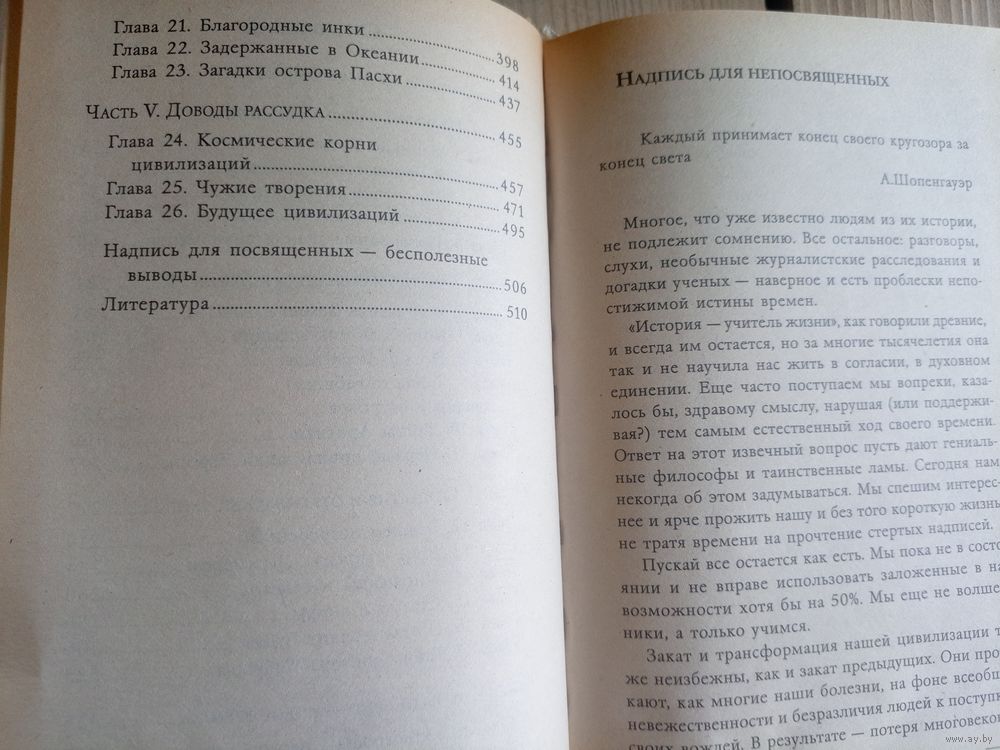 Глава 21. Благородные инки ........ 398
Глава 22. Задержанные в Океании ........ 414
Глава 23. Загадки острова Пасхи ........ 437
Часть V. Доводы рассудка ........ 455
Глава 24. Космические корни
цивилизаций ........ 457
Глава 25. Чужие творения ........ 471
Глава 26. Будущее цивилизаций ........ 495
Надпись для посвященных — бесполезные
выводы ........ 506
Литература ........ 510
Надпись для непосвященных
Каждый принимает конец своего кругозора за
конец света
А.Шопенгауэр
Многое, что уже известно людям из их истории,
не подлежит сомнению. Все остальное: разговоры,
слухи, необычные журналистские расследования и
догадки ученых — наверное и есть проблески непо-
стижимой истины времен.
«История — учитель жизни», как говорили древние,
и всегда им остается, но за многие тысячелетия она
так и не научила нас жить в согласии, в духовном
единении. Еще часто поступаем мы вопреки, каза-
лось бы, здравому смыслу, нарушая (или поддержи-
вая?) тем самым естественный ход своего времени.
Ответ на этот извечный вопрос пусть дают гениаль-
ные философы и таинственные ламы. Сегодня нам
некогда об этом задумываться. Мы спешим интерес-
нее и ярче прожить нашу и без того короткую жизнь,
не тратя времени на прочтение стертых надписей.
Пускай все остается как есть. Мы пока не в состо-
янии и не вправе использовать заложенные в на
возможности хотя бы на 50%. Мы еще не волше
ники, а только учимся.
Закат и трансформация нашей цивилизации т
же неизбежны, как и закат предыдущих. Они про
кают, как многие наши болезни, на фоне всеобщ
невежественности и безразличия людей к поступк
своих вождей. В результате — потеря многовеков
www.ay.by